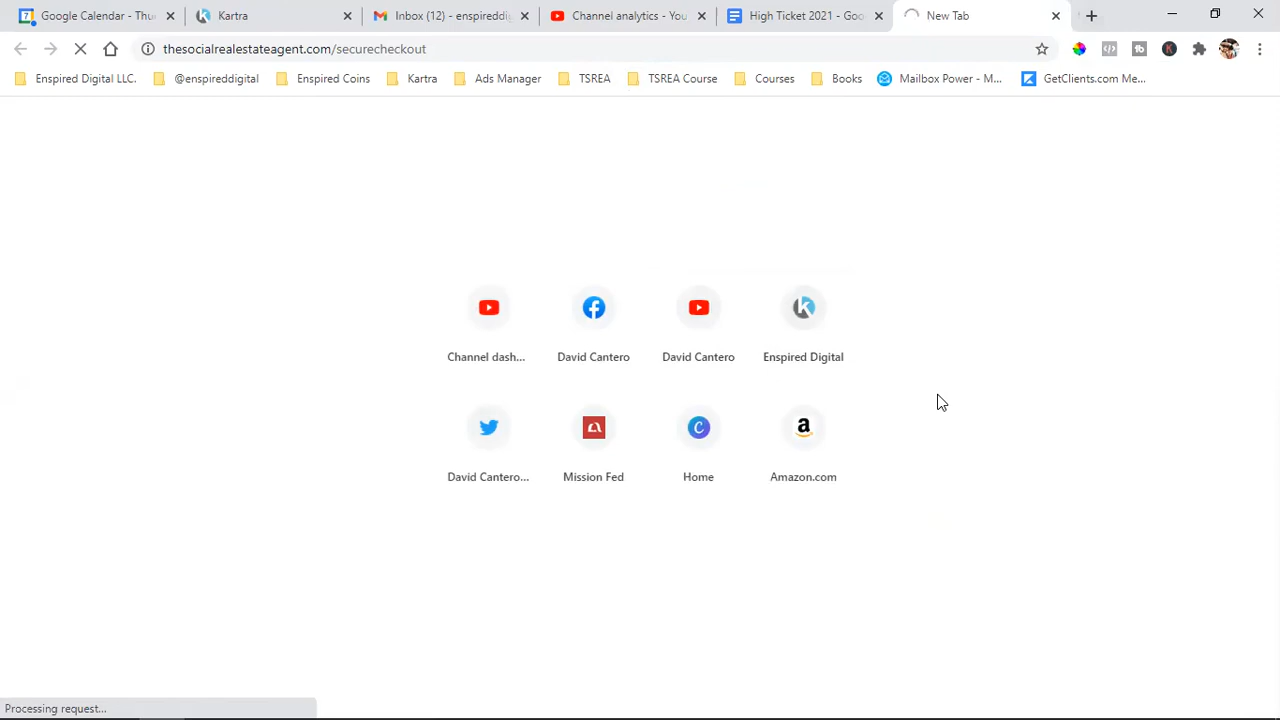 Google Calendar - Thu
Kartra
Inbox (12) - enspireddig
Channel analytics - You
High Ticket 2021 - Goo
New Tab
thesocialrealestateagent.com/securecheckout
Enspired Digital LLC.
@enspireddigital
Enspired Coins
Kartra
Ads Manager
TSREA
TSREA Course
Courses
Books
Mailbox Power - M...
GetClients.com Me...
Channel dash...
David Cantero
David Cantero
Enspired Digital
David Cantero...
Mission Fed
Home
Amazon.com
Processing request...